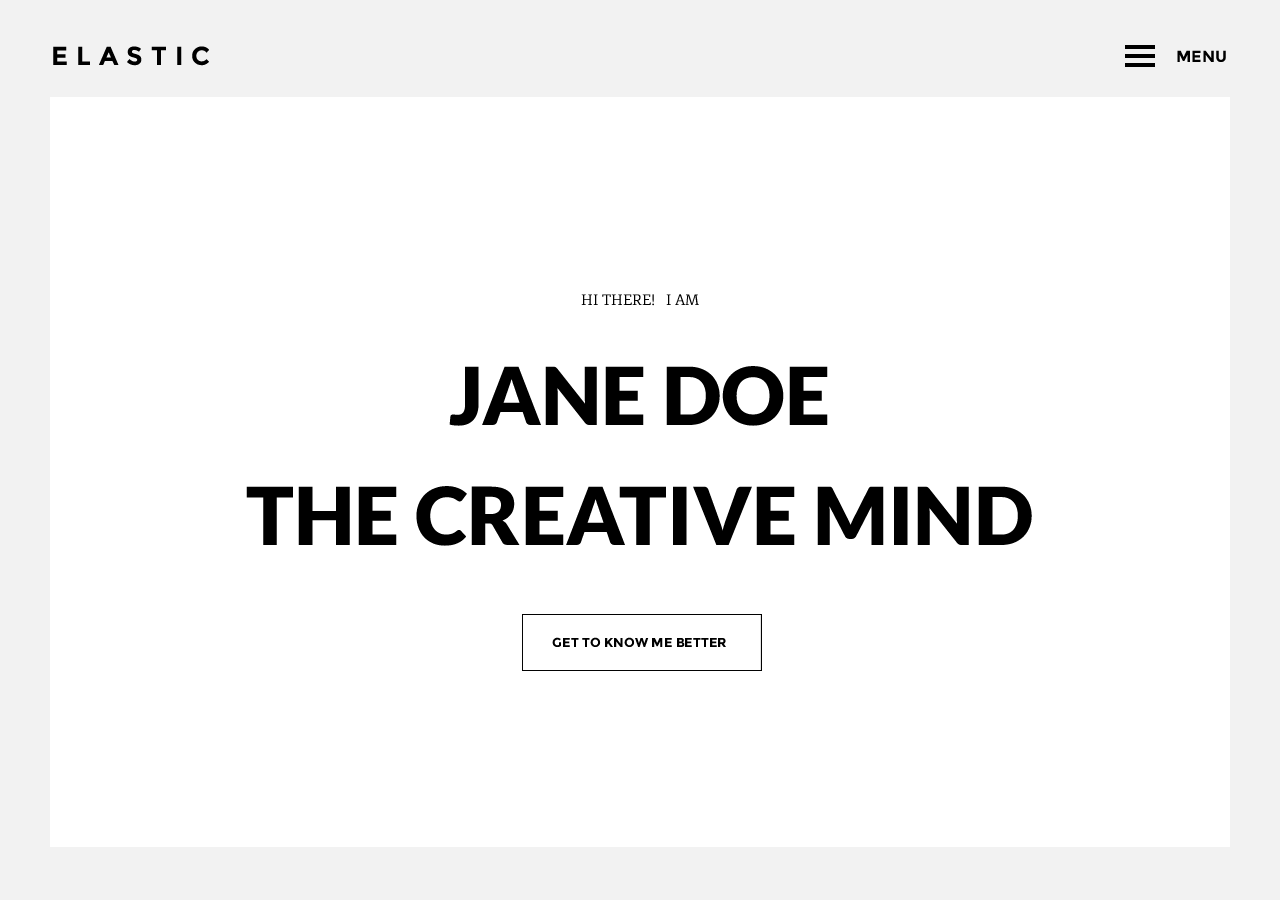 ELASTIC
MENU
HI THERE! I AM
JANE DOE
THE CREATIVE MIND
GET TO KNOW ME BETTER